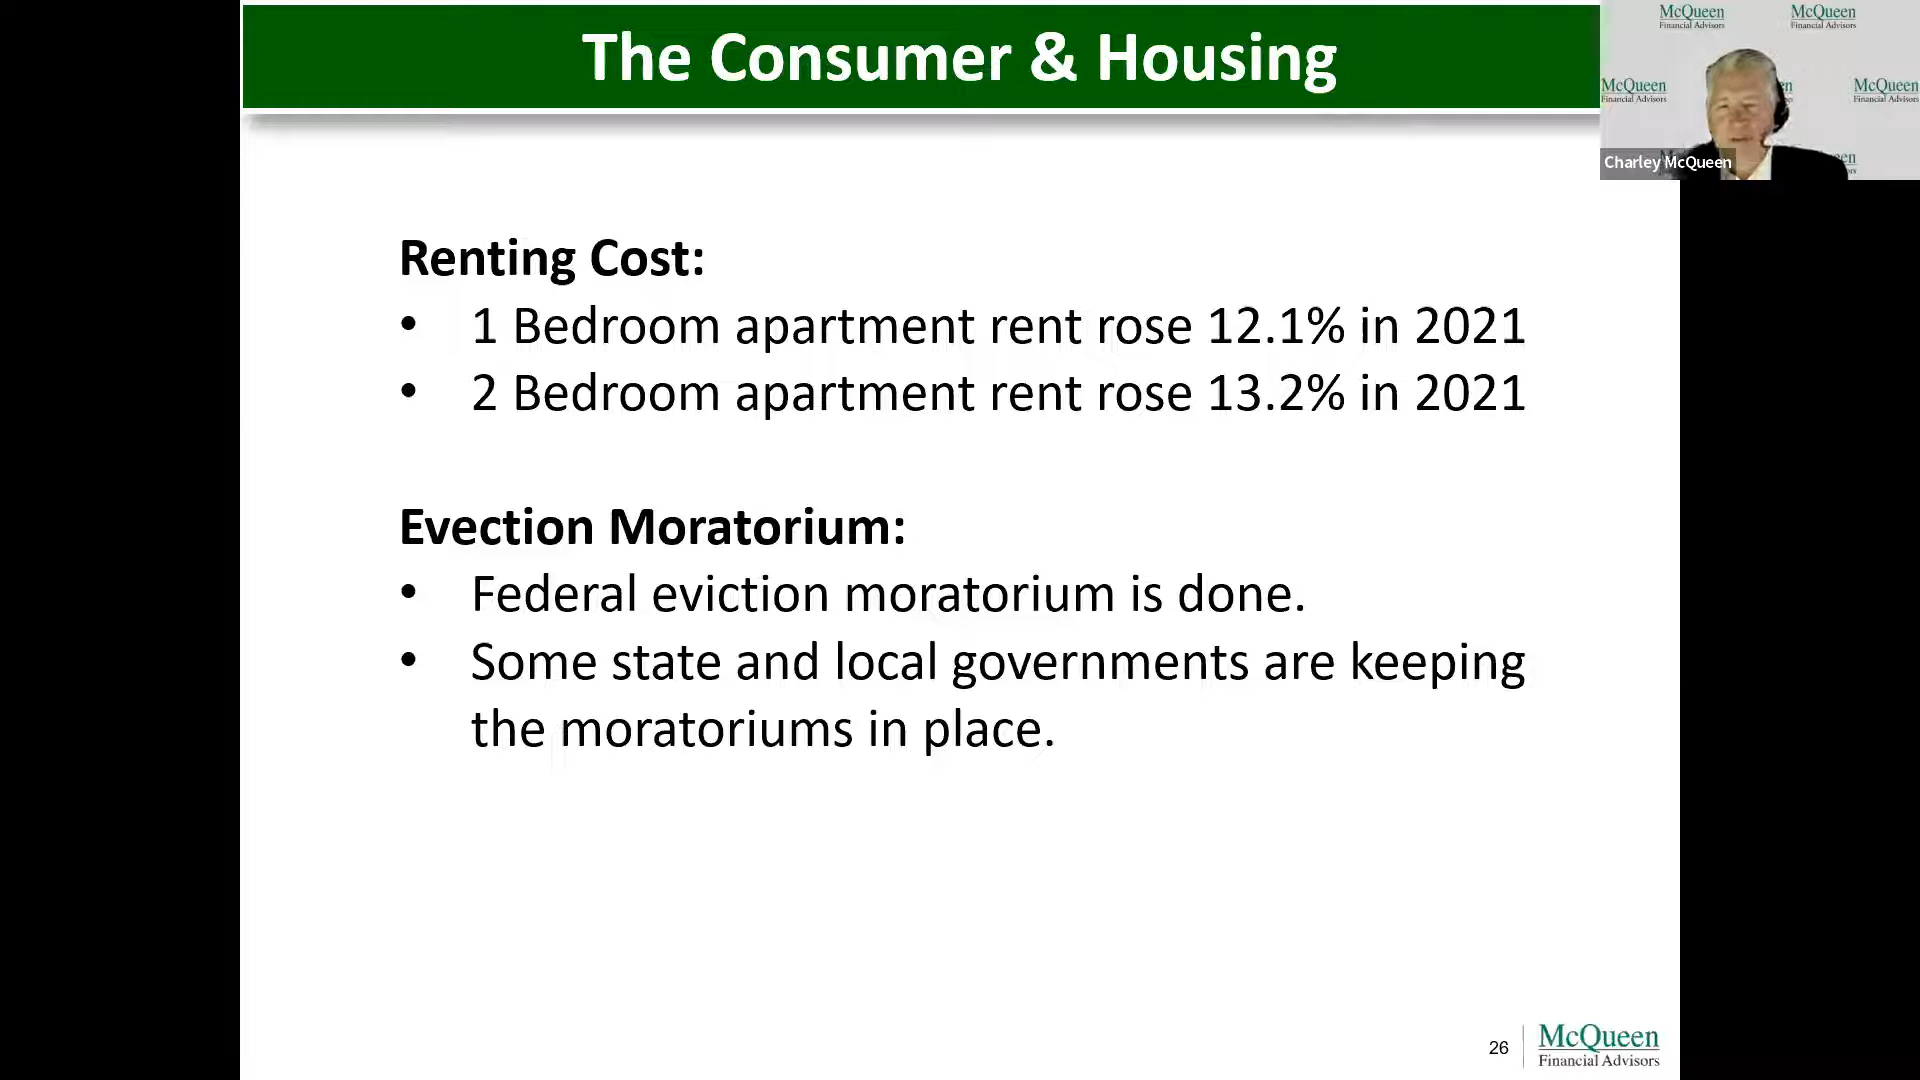 The Consumer & Housing
McQueen
Financial Advisors
McQueen
Financial Advisors
McQueen
Financial Advisors
McQueen
Financial Advisors
Charley McQueen
Renting Cost:
• 1 Bedroom apartment rent rose 12.1% in 2021
• 2 Bedroom apartment rent rose 13.2% in 2021
Evection Moratorium:
• Federal eviction moratorium is done.
• Some state and local governments are keeping
the moratoriums in place.
26
McQueen
Financial Advisors